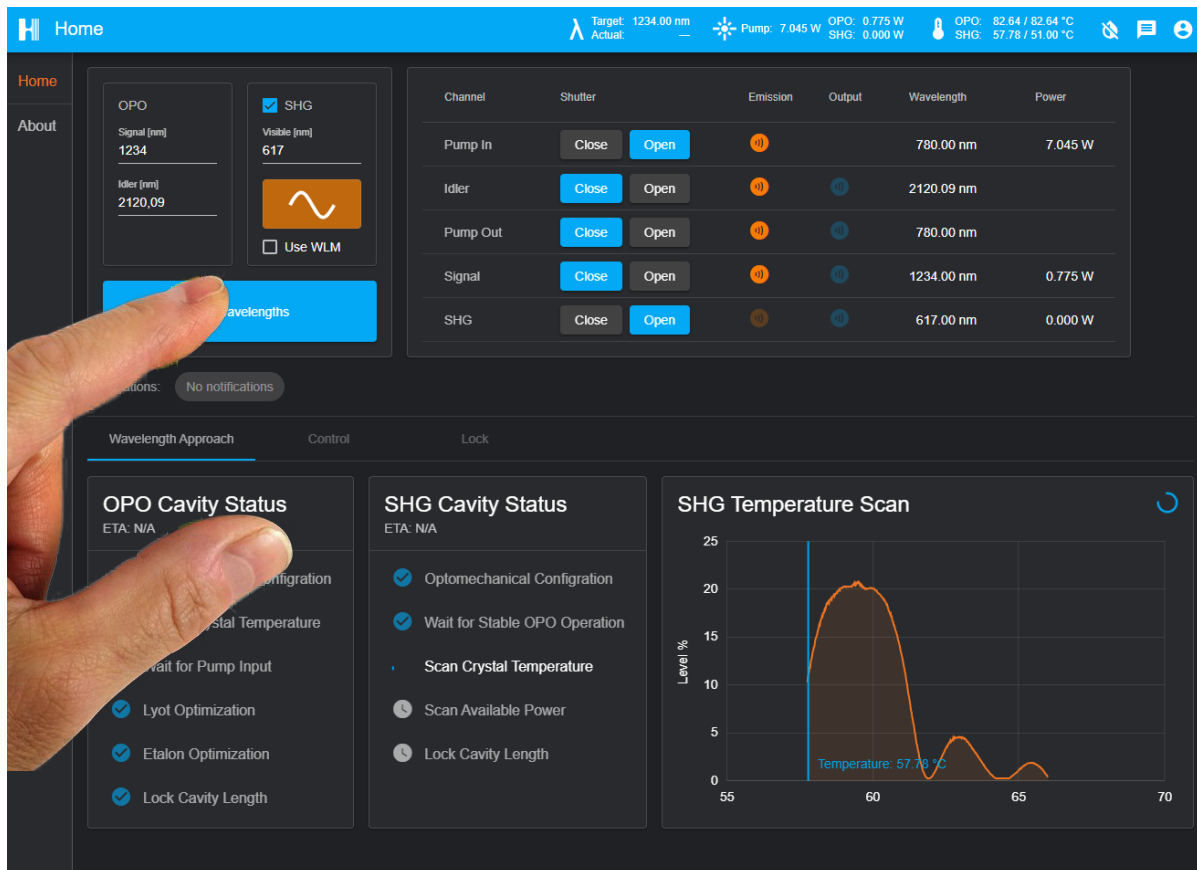 Home
Target: 1234.00 nm
Actual: —
Pump: 7.045 W
OPO: 0.775 W
SHG: 0.000 W
OPO: 82.64 / 82.64 °C
SHG: 57.78 / 51.00 °C
Home
About
OPO
Signal [nm]
1234
Idler [nm]
2120,09
SHG
Visible [nm]
617
Use WLM
Channel Shutter Emission Output Wavelength Power
Pump In Close Open 780.00 nm 7.045 W
Idler Close Open 2120.09 nm
Pump Out Close Open 780.00 nm
Signal Close Open 1234.00 nm 0.775 W
SHG Close Open 617.00 nm 0.000 W
No notifications
Wavelength Approach Control Lock
OPO Cavity Status
ETA: N/A
Temperature
Wait for Pump Input
Lyot Optimization
Etalon Optimization
Lock Cavity Length
SHG Cavity Status
ETA: N/A
Optomechanical Configration
Wait for Stable OPO Operation
Scan Crystal Temperature
Scan Available Power
Lock Cavity Length
SHG Temperature Scan
Level %
25
20
15
10
5
0
Temperature: 57.78 °C
55 60 65 70